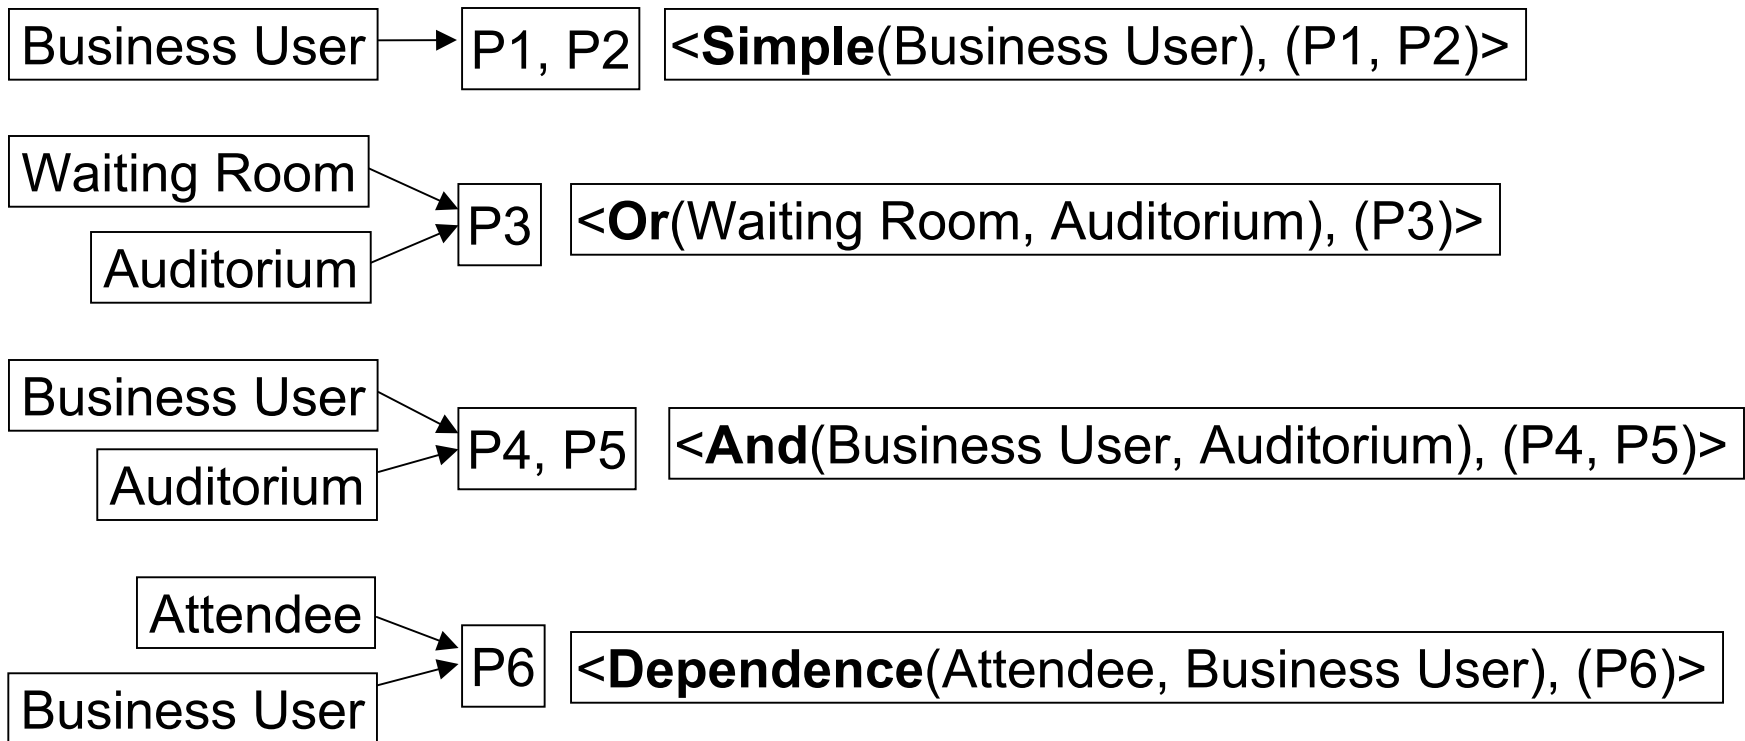 Business User
P1, P2
<Simple(Business User), (P1, P2)>
Waiting Room
Auditorium
P3
<Or(Waiting Room, Auditorium), (P3)>
Business User
Auditorium
P4, P5
<And(Business User, Auditorium), (P4, P5)>
Attendee
Business User
P6
<Dependence(Attendee, Business User), (P6)>